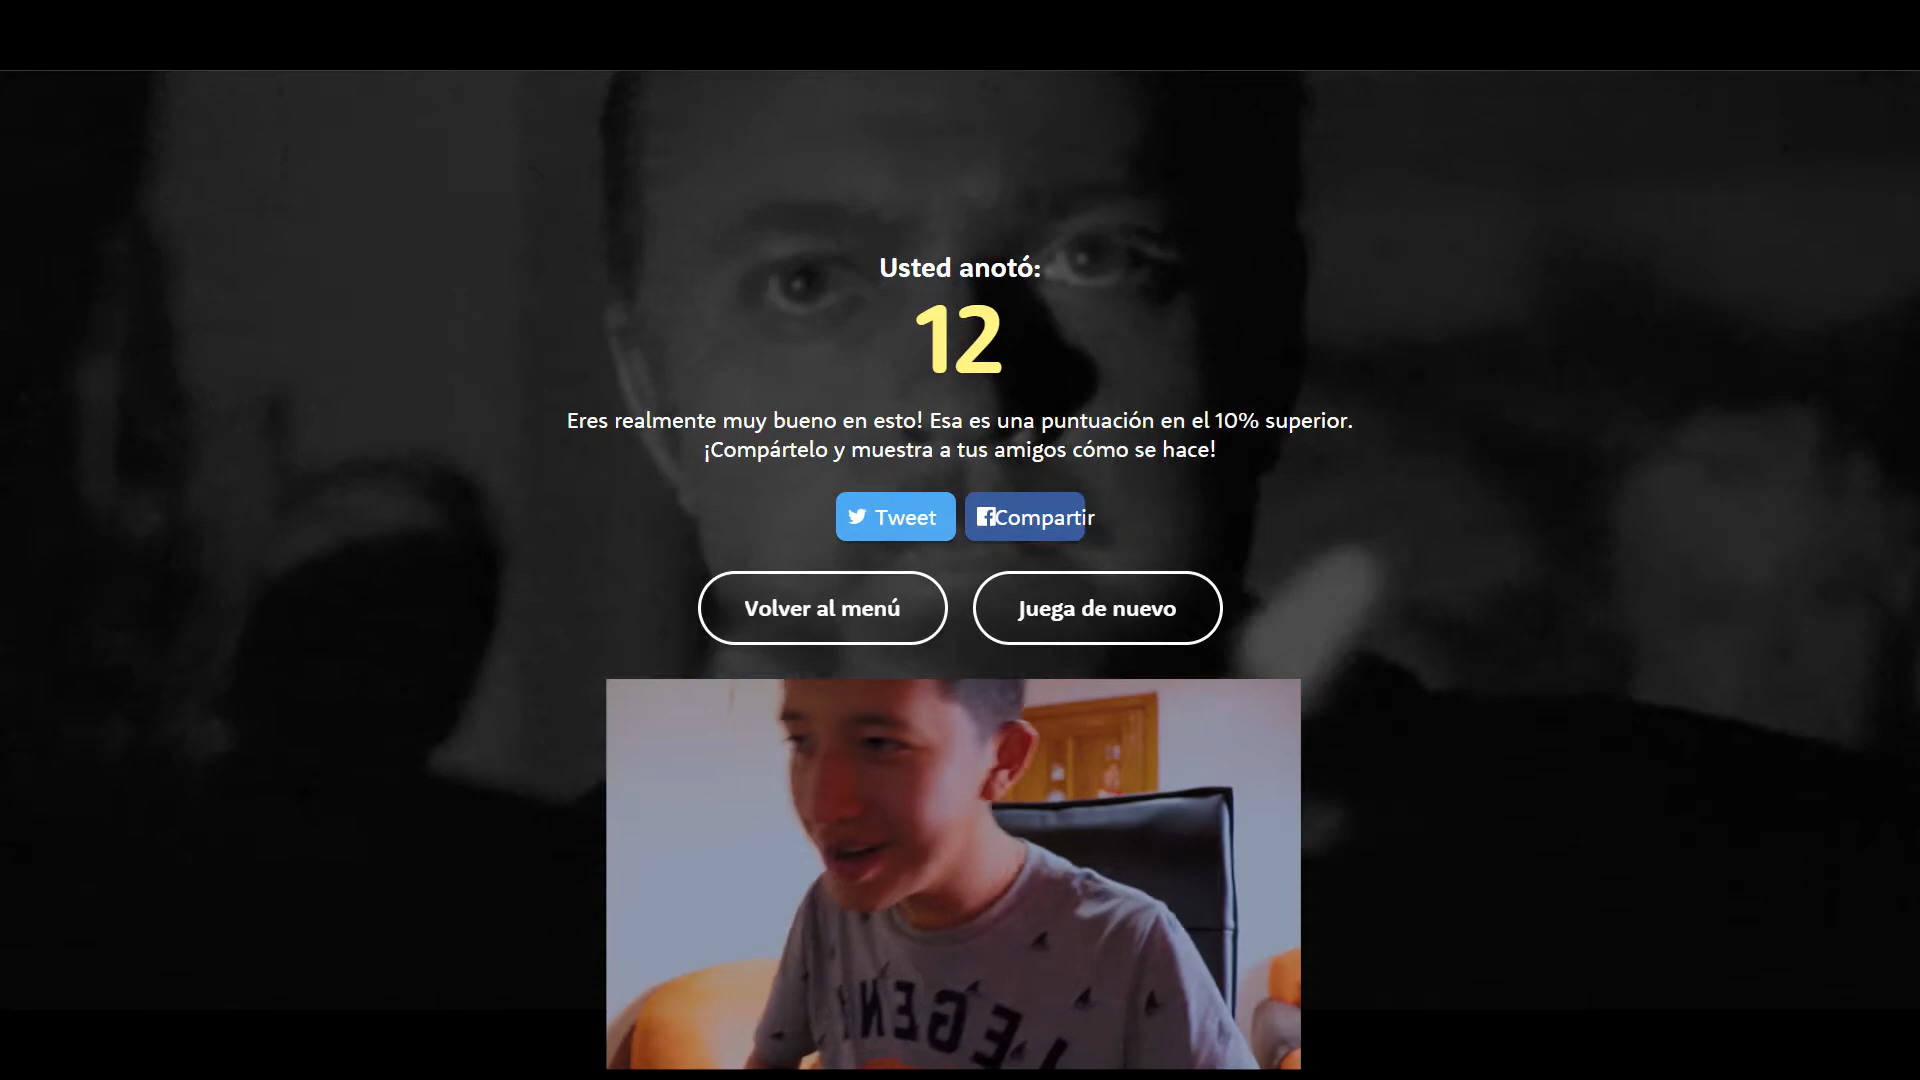 Usted anotó:
12
Eres realmente muy bueno en esto! Esa es una puntuación en el 10% superior.
¡Compártelo y muestra a tus amigos cómo se hace!
Tweet
Compartir
Volver al menú
Juega de nuevo
LEGEN